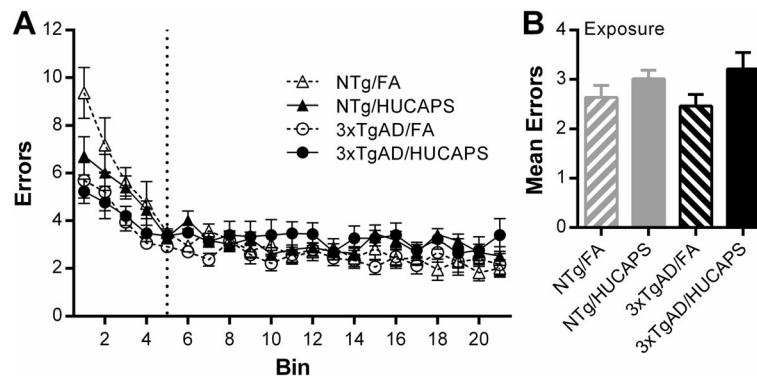 A
12
10
8
6
4
2
0
Errors
2
4
6
8
10
12
14
16
18
20
Bin
NTg/FA
NTg/HUCAPS
3xTgAD/FA
3xTgAD/HUCAPS
B
Exposure
4
3
2
1
0
Mean Errors
NTg/FA
NTg/HUCAPS
3xTgAD/FA
3xTgAD/HUCAPS